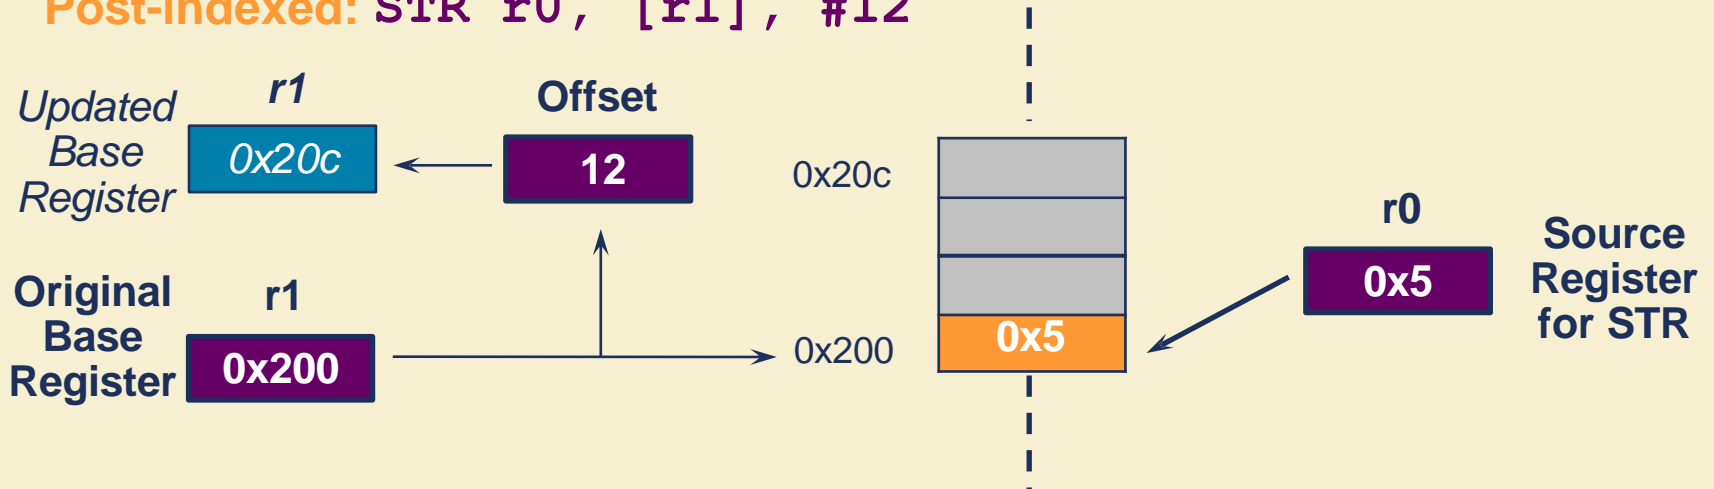 Post-Indexed: STR r0, [r1], #12
r1
Offset
Updated
Base
Register
0x20c
12
0x20c
r0
Source
Register
for STR
0x5
Original
Base
Register
r1
0x200
0x200
0x5